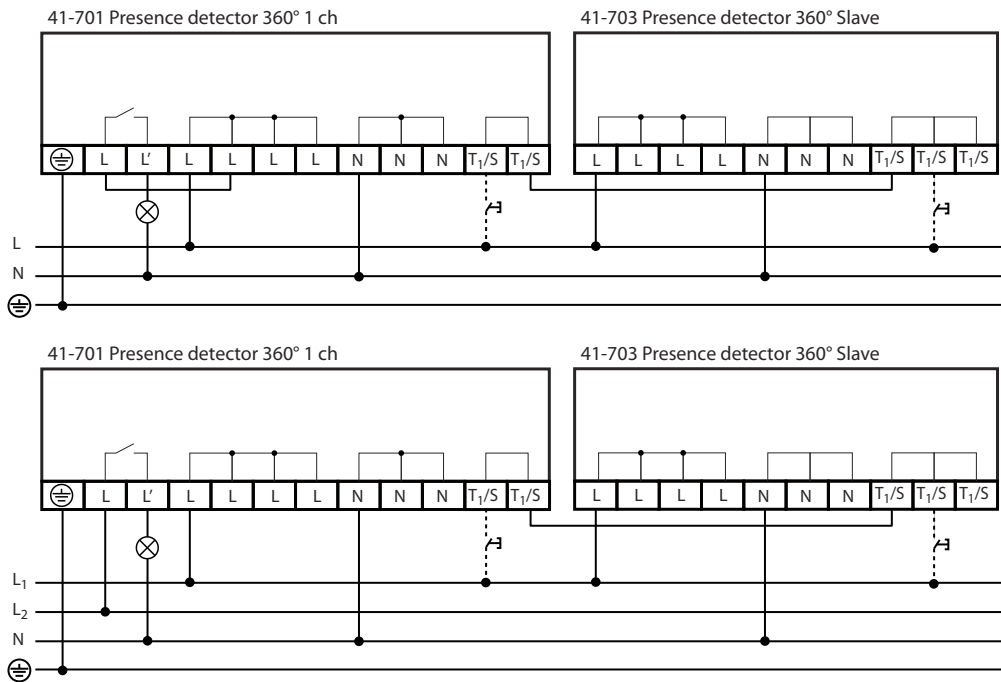 41-701 Presence detector 360° 1 ch
41-703 Presence detector 360° Slave
L L’ L L L L N N N T₁/S T₁/S
L L L L N N N T₁/S T₁/S T₁/S
L
N
41-701 Presence detector 360° 1 ch
41-703 Presence detector 360° Slave
L L’ L L L L N N N T₁/S T₁/S
L L L L N N N T₁/S T₁/S T₁/S
L₁
L₂
N